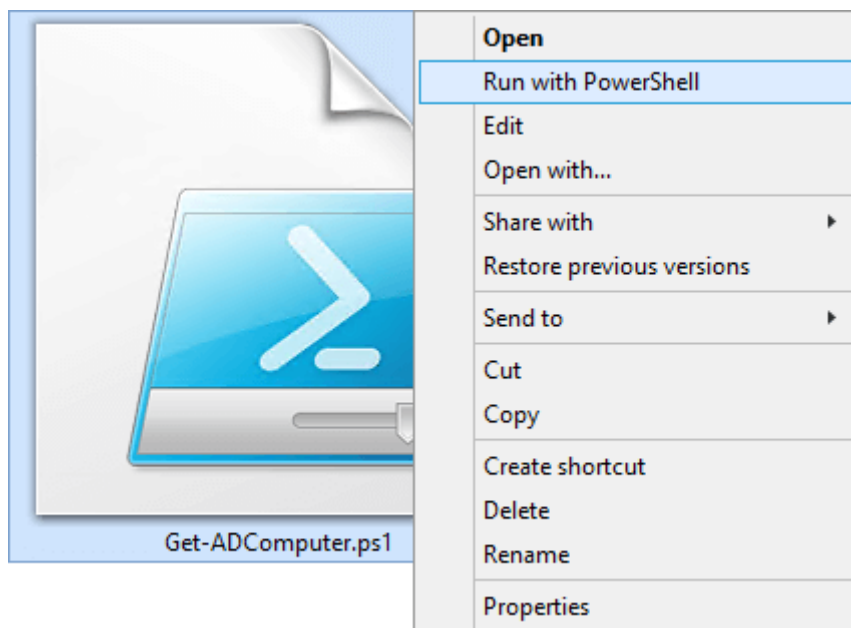 Open
Run with PowerShell
Edit
Open with...
Share with
Restore previous versions
Send to
Cut
Copy
Create shortcut
Delete
Get-ADComputer.ps1
Rename
Properties